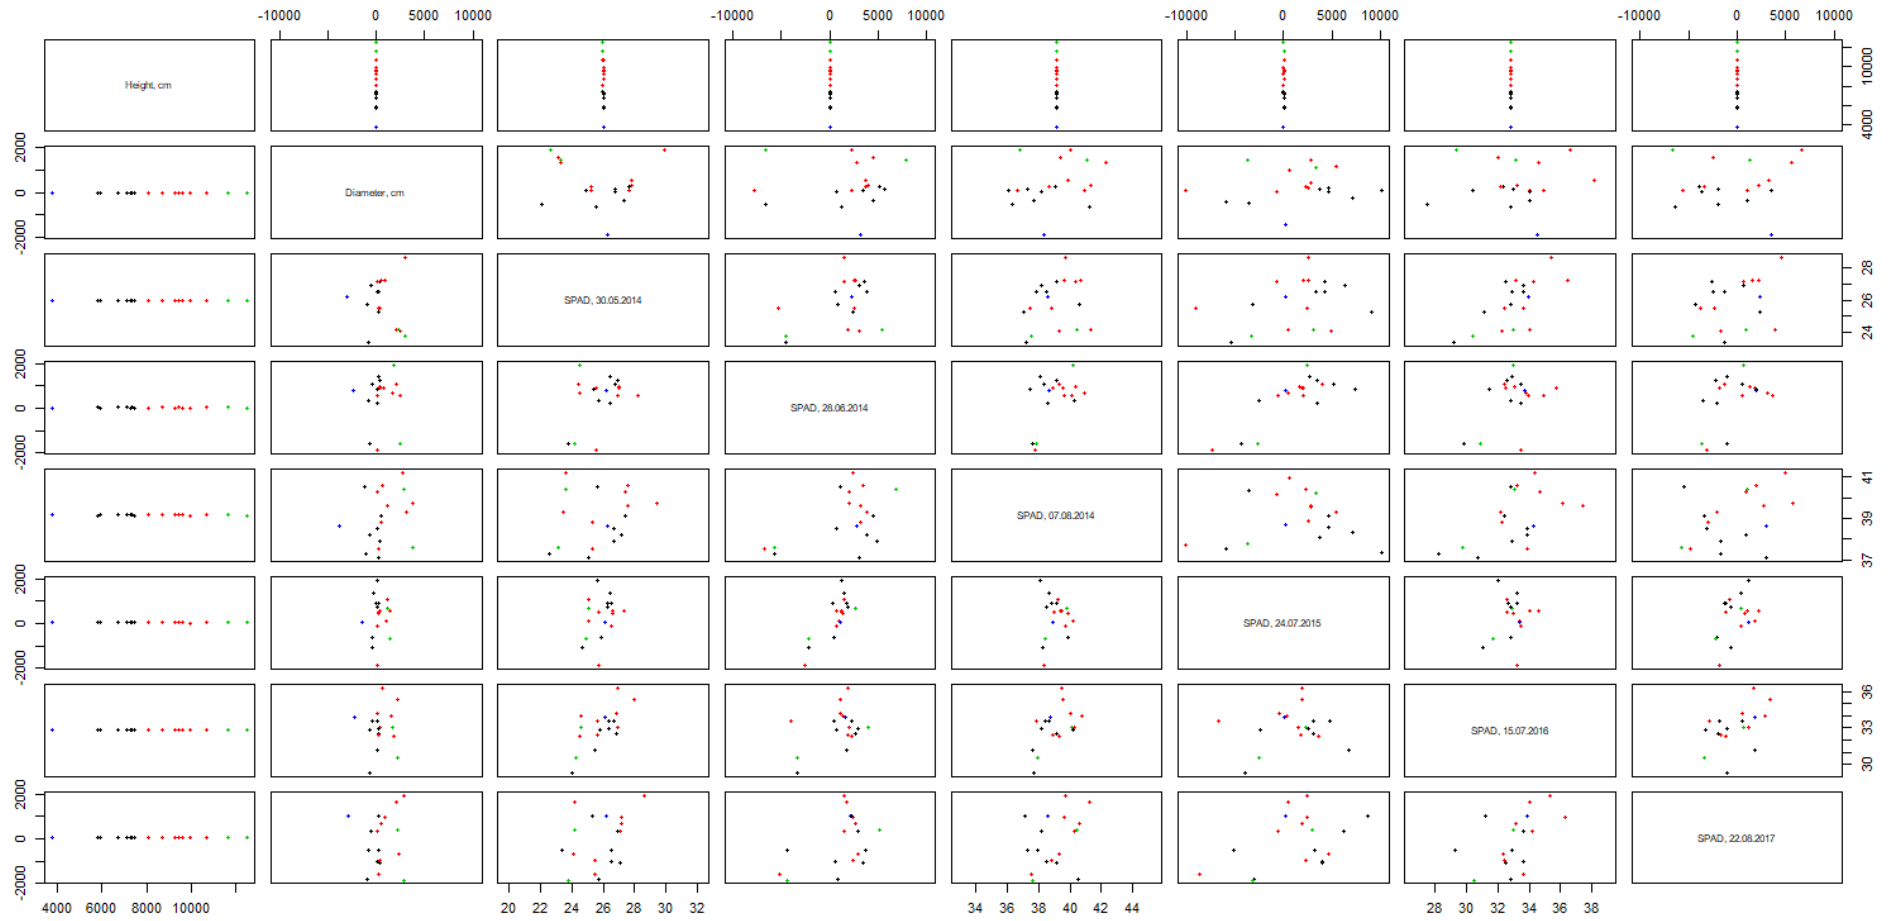 -10000 0 10000 -10000 0 10000 -10000 0 5000 10000 -10000 0 5000 10000
Height, cm
4000 10000
2000 0 -2000
Diameter, cm
SPAD, 30.05.2014
24 26 28
2000 0 -2000
SPAD, 28.06.2014
SPAD, 07.08.2014
37 39 41
2000 0 -2000
SPAD, 24.07.2015
SPAD, 15.07.2016
30 33 36
2000 0 -2000
SPAD, 22.08.2017
4000 6000 8000 10000 20 22 24 26 28 30 32 34 36 38 40 42 44 28 30 32 34 36 38